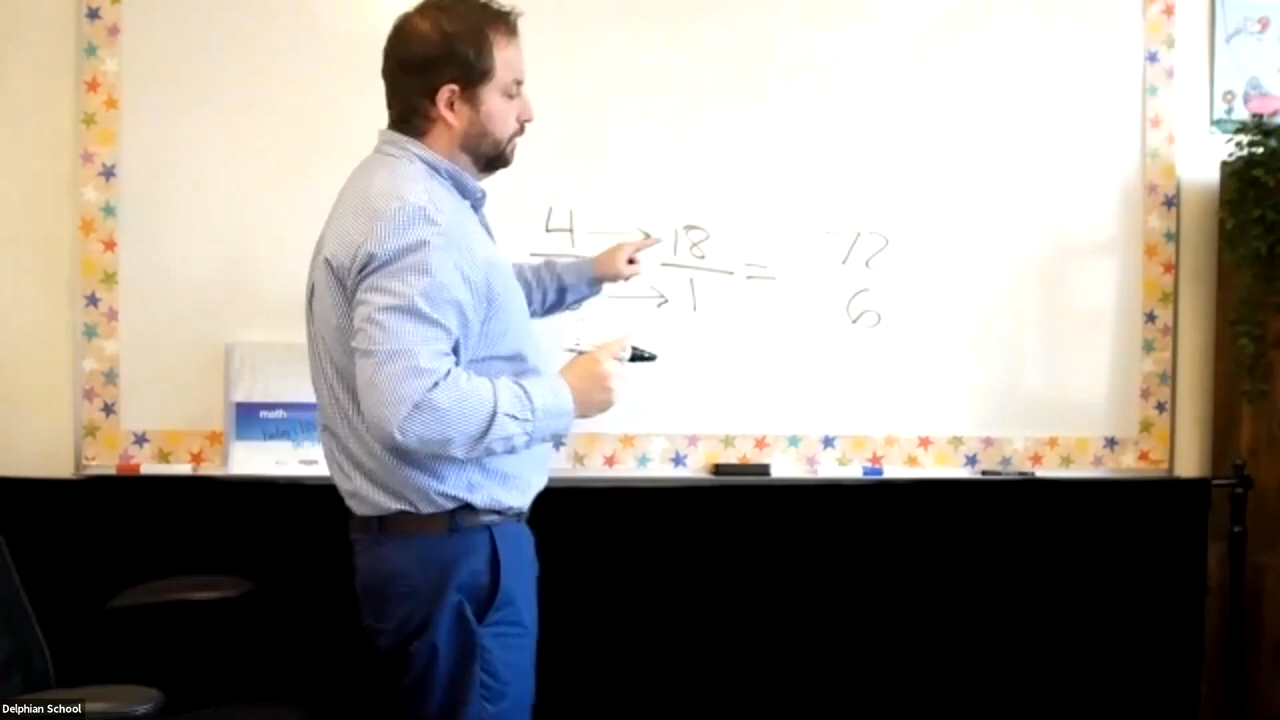 4 → 18 = 72
→ 1 6
math
Delphian School